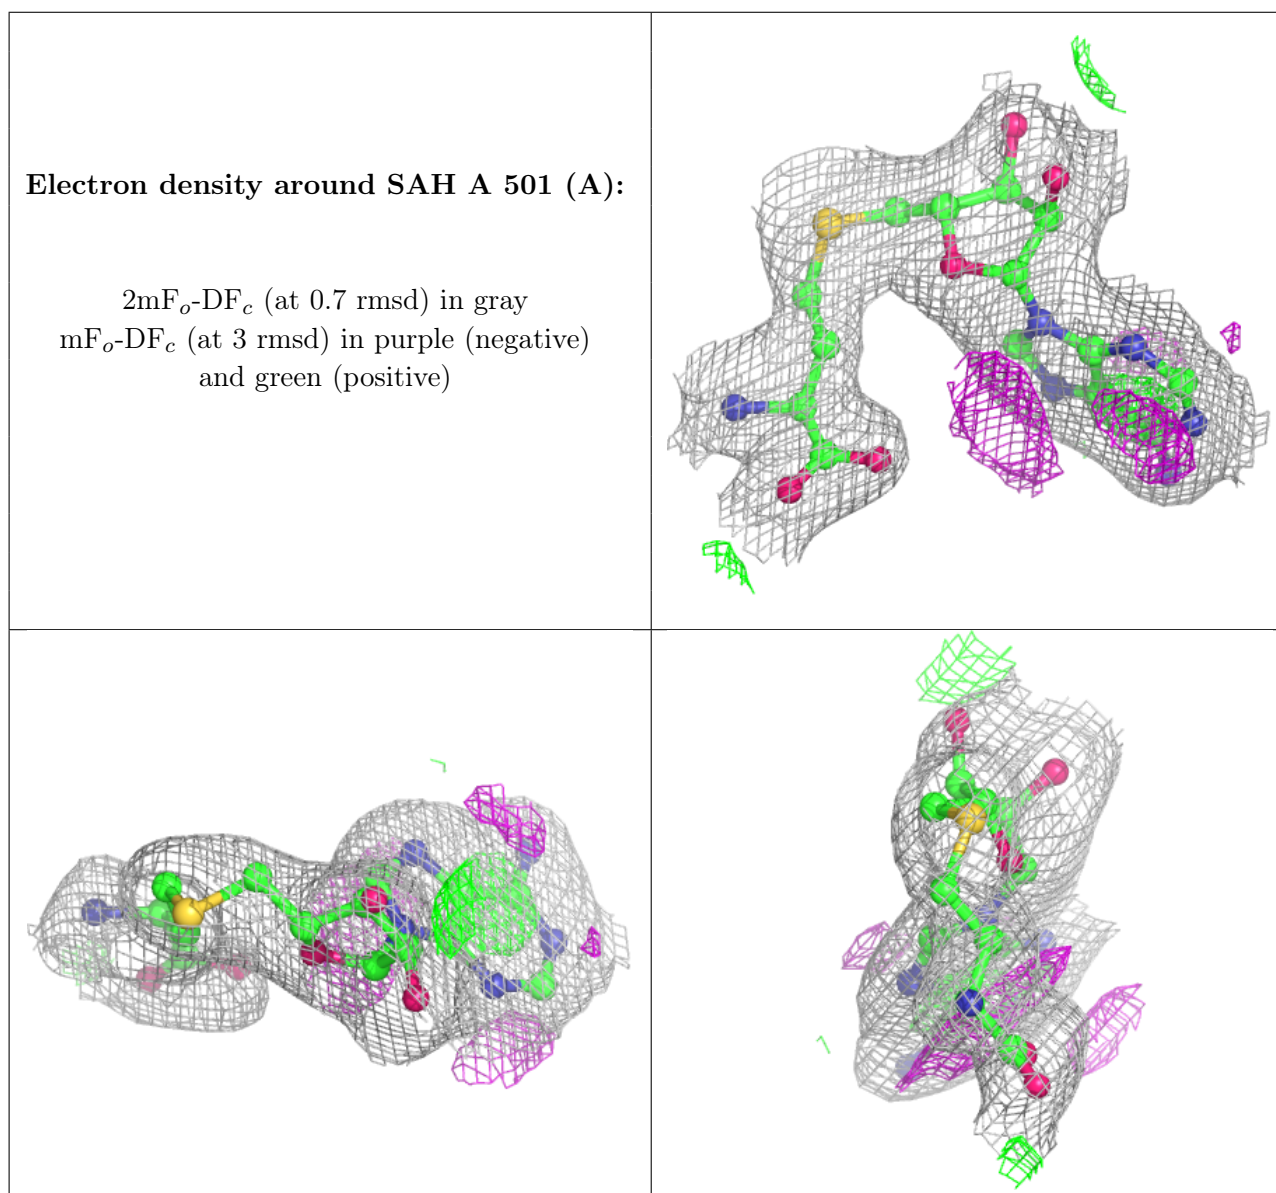 Electron density around SAH A 501 (A):
2mFo-DFc (at 0.7 rmsd) in gray
mFo-DFc (at 3 rmsd) in purple (negative)
and green (positive)